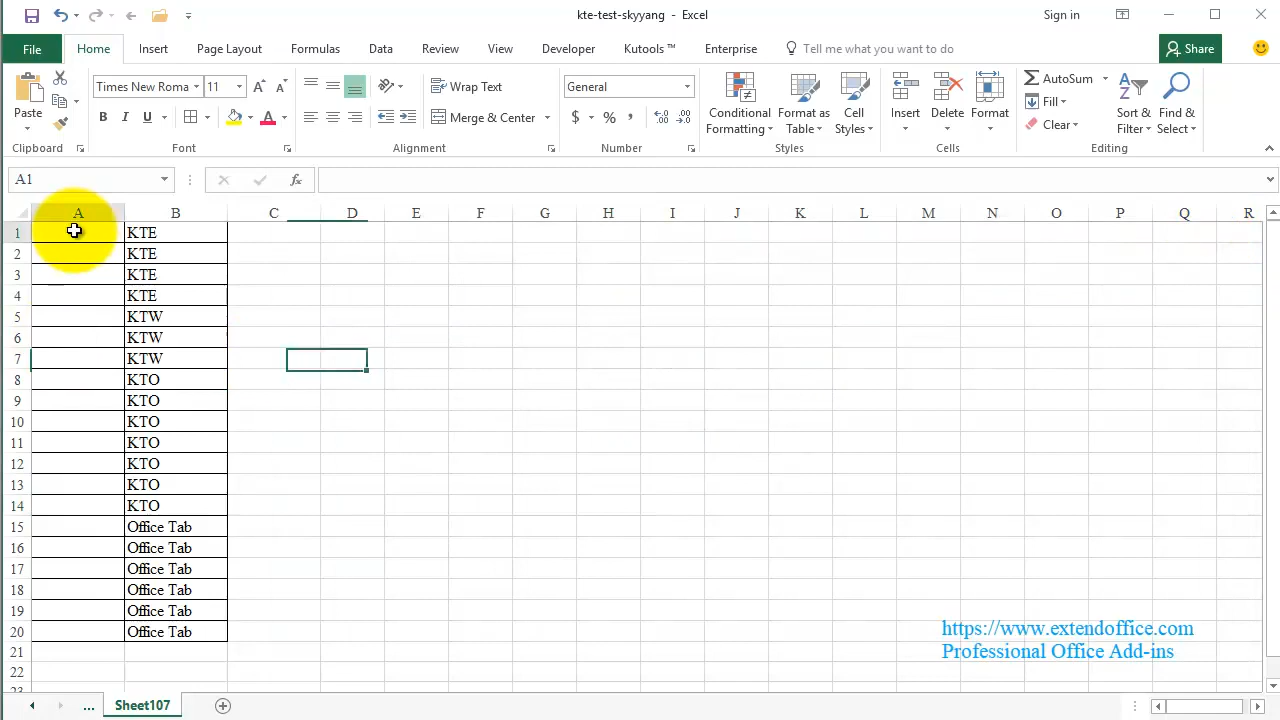 kte-test-skyyang - Excel
Sign in
File Home Insert Page Layout Formulas Data Review View Developer Kutools ™ Enterprise Tell me what you want to do Share
Paste
Times New Roma 11
Wrap Text
Merge & Center
General
Conditional Formatting
Format as Table
Cell Styles
Insert
Delete
Format
AutoSum
Fill
Clear
Sort & Filter
Find & Select
Clipboard Font Alignment Number Styles Cells Editing
A1
A B C D E F G H I J K L M N O P Q R
1 KTE
2 KTE
3 KTE
4 KTE
5 KTW
6 KTW
7 KTW
8 KTO
9 KTO
10 KTO
11 KTO
12 KTO
13 KTO
14 KTO
15 Office Tab
16 Office Tab
17 Office Tab
18 Office Tab
19 Office Tab
20 Office Tab
21
22
23
https://www.extendoffice.com
Professional Office Add-ins
... Sheet107